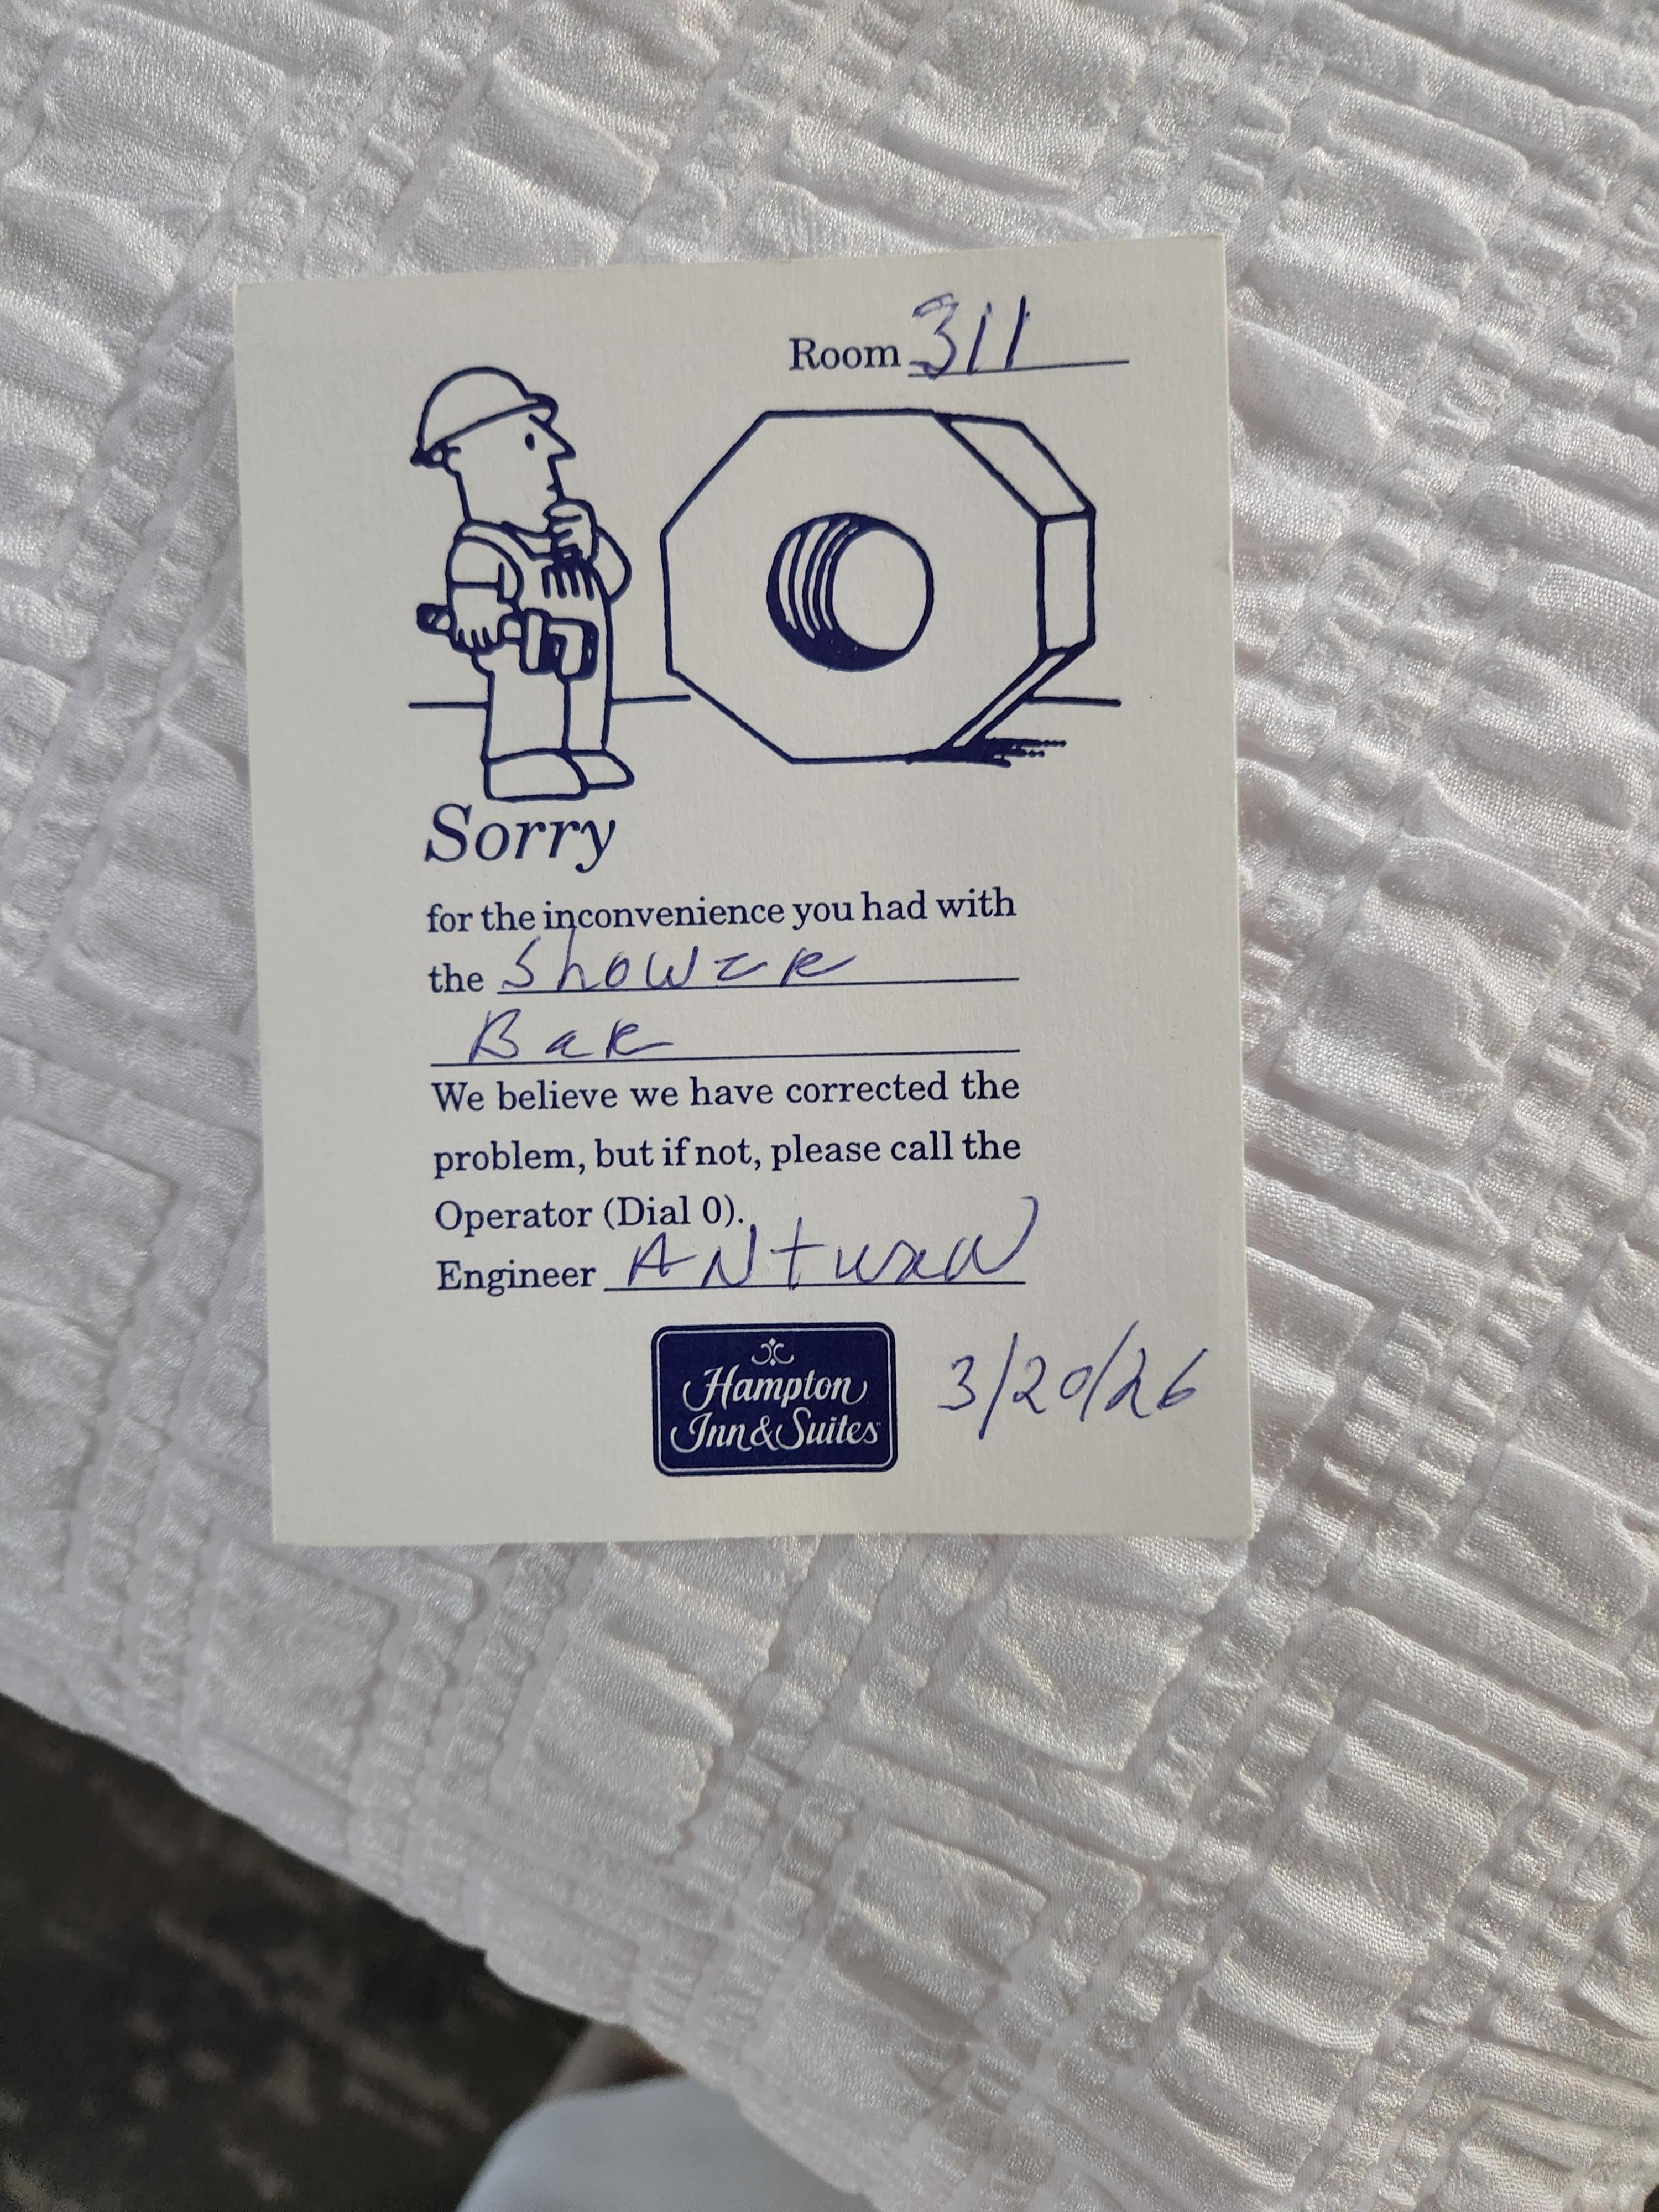 Room 311
Sorry
for the inconvenience you had with
the Shower
Bar
We believe we have corrected the
problem, but if not, please call the
Operator (Dial 0).
Engineer ANtwaN
Hampton
Inn & Suites
3/20/26